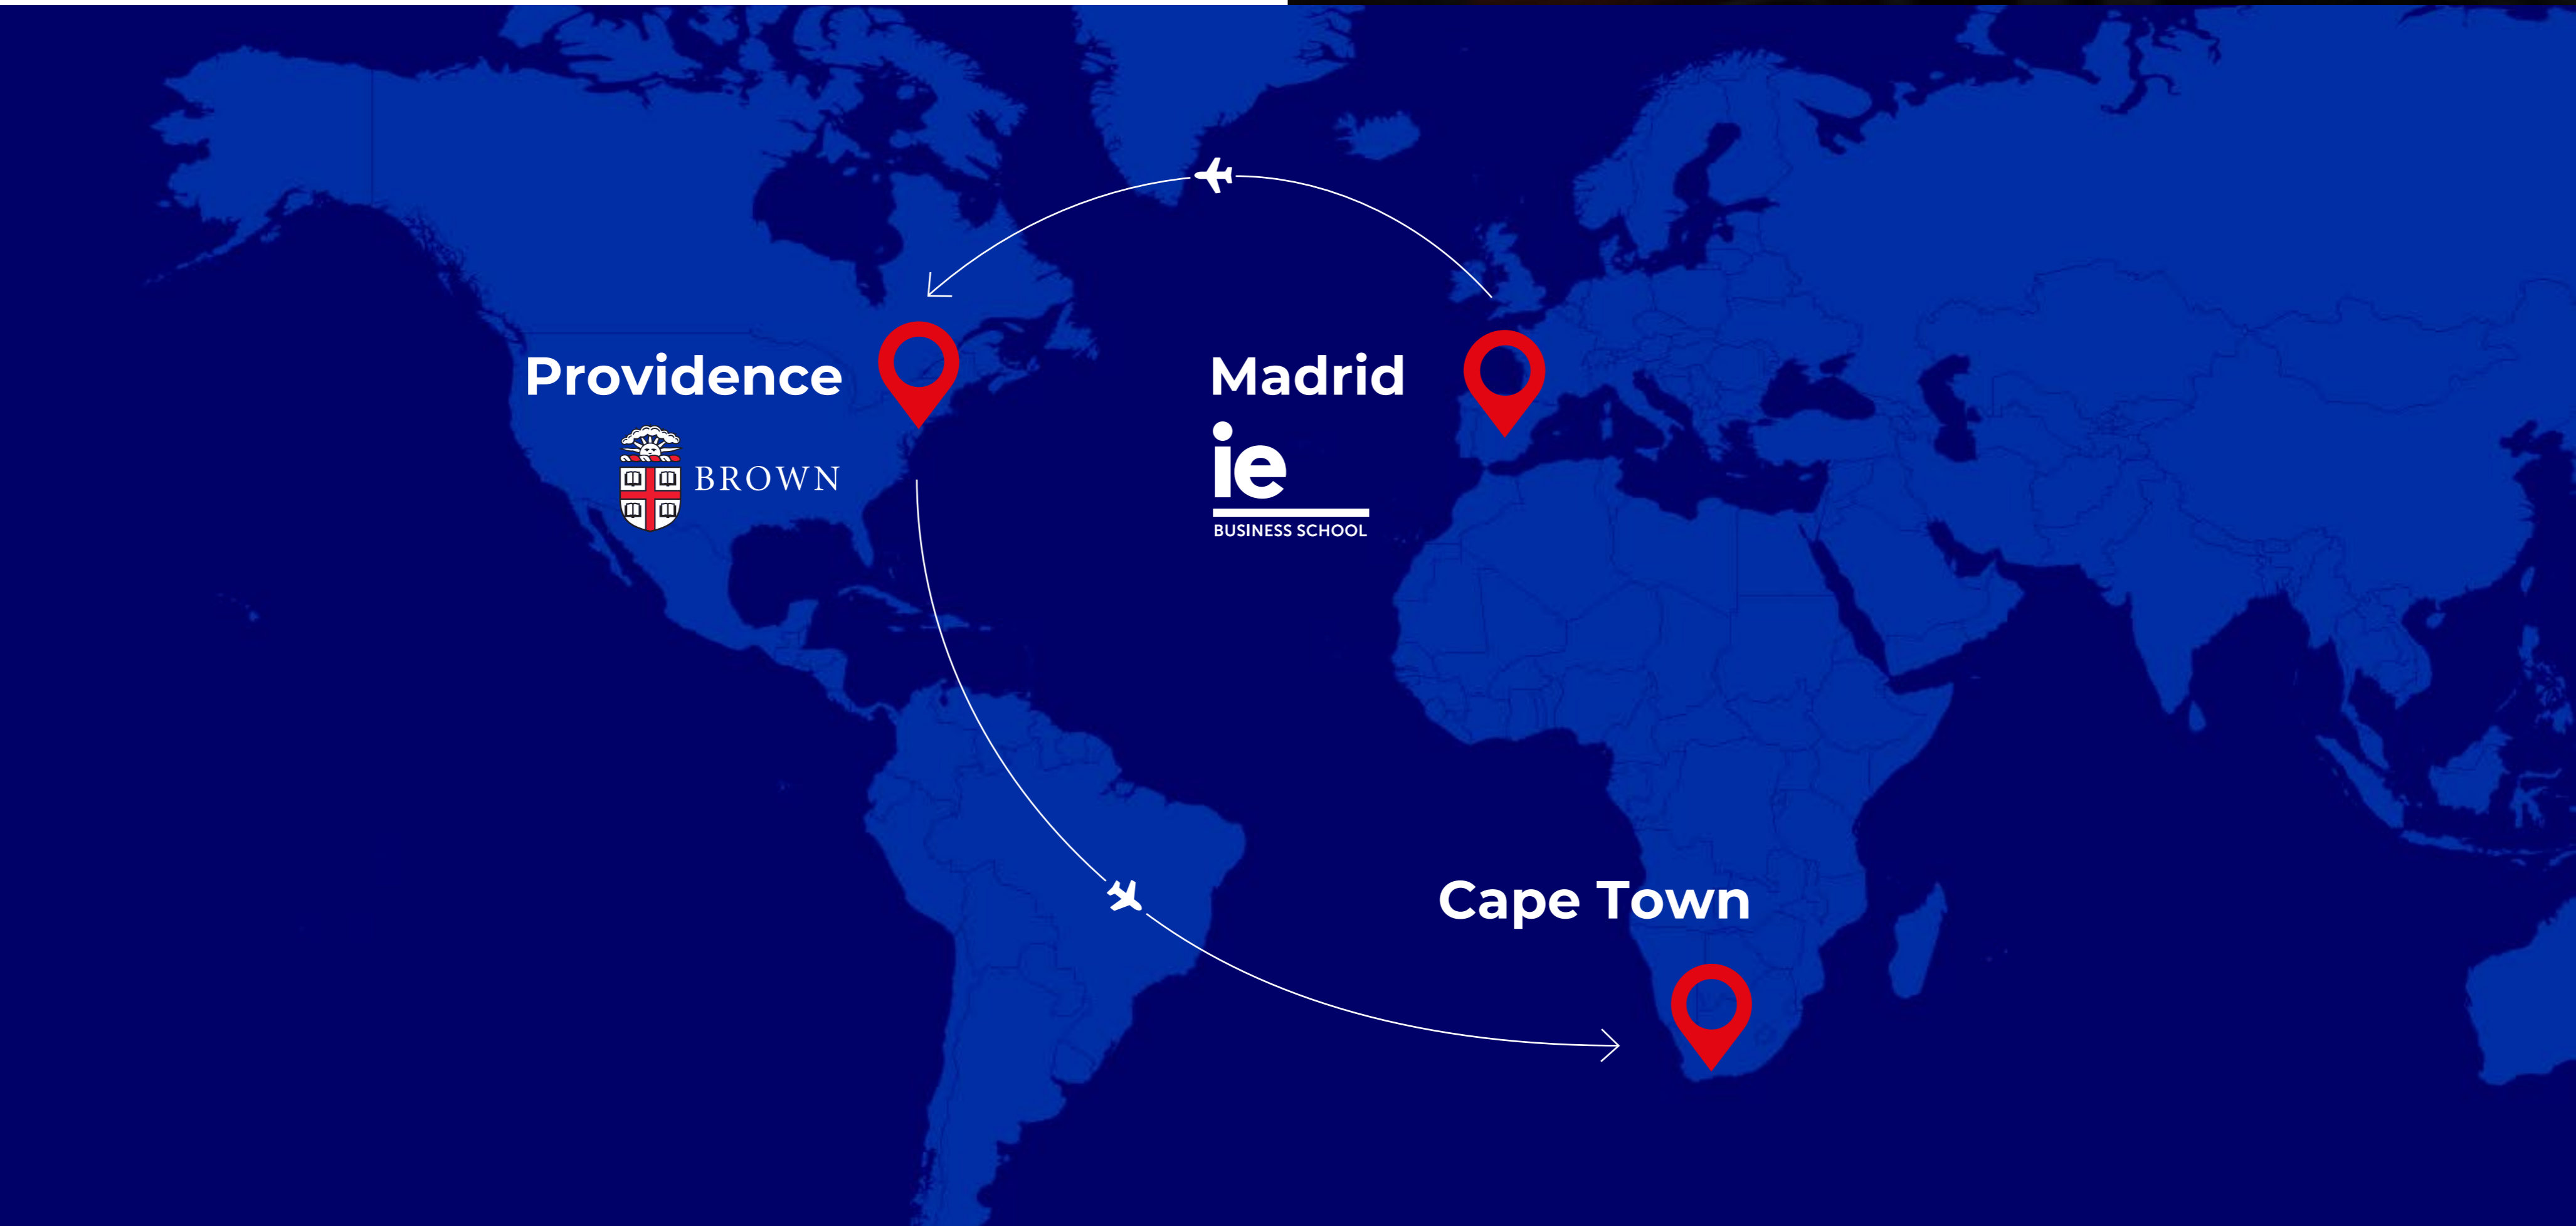 Providence
BROWN
Madrid
ie
BUSINESS SCHOOL
Cape Town